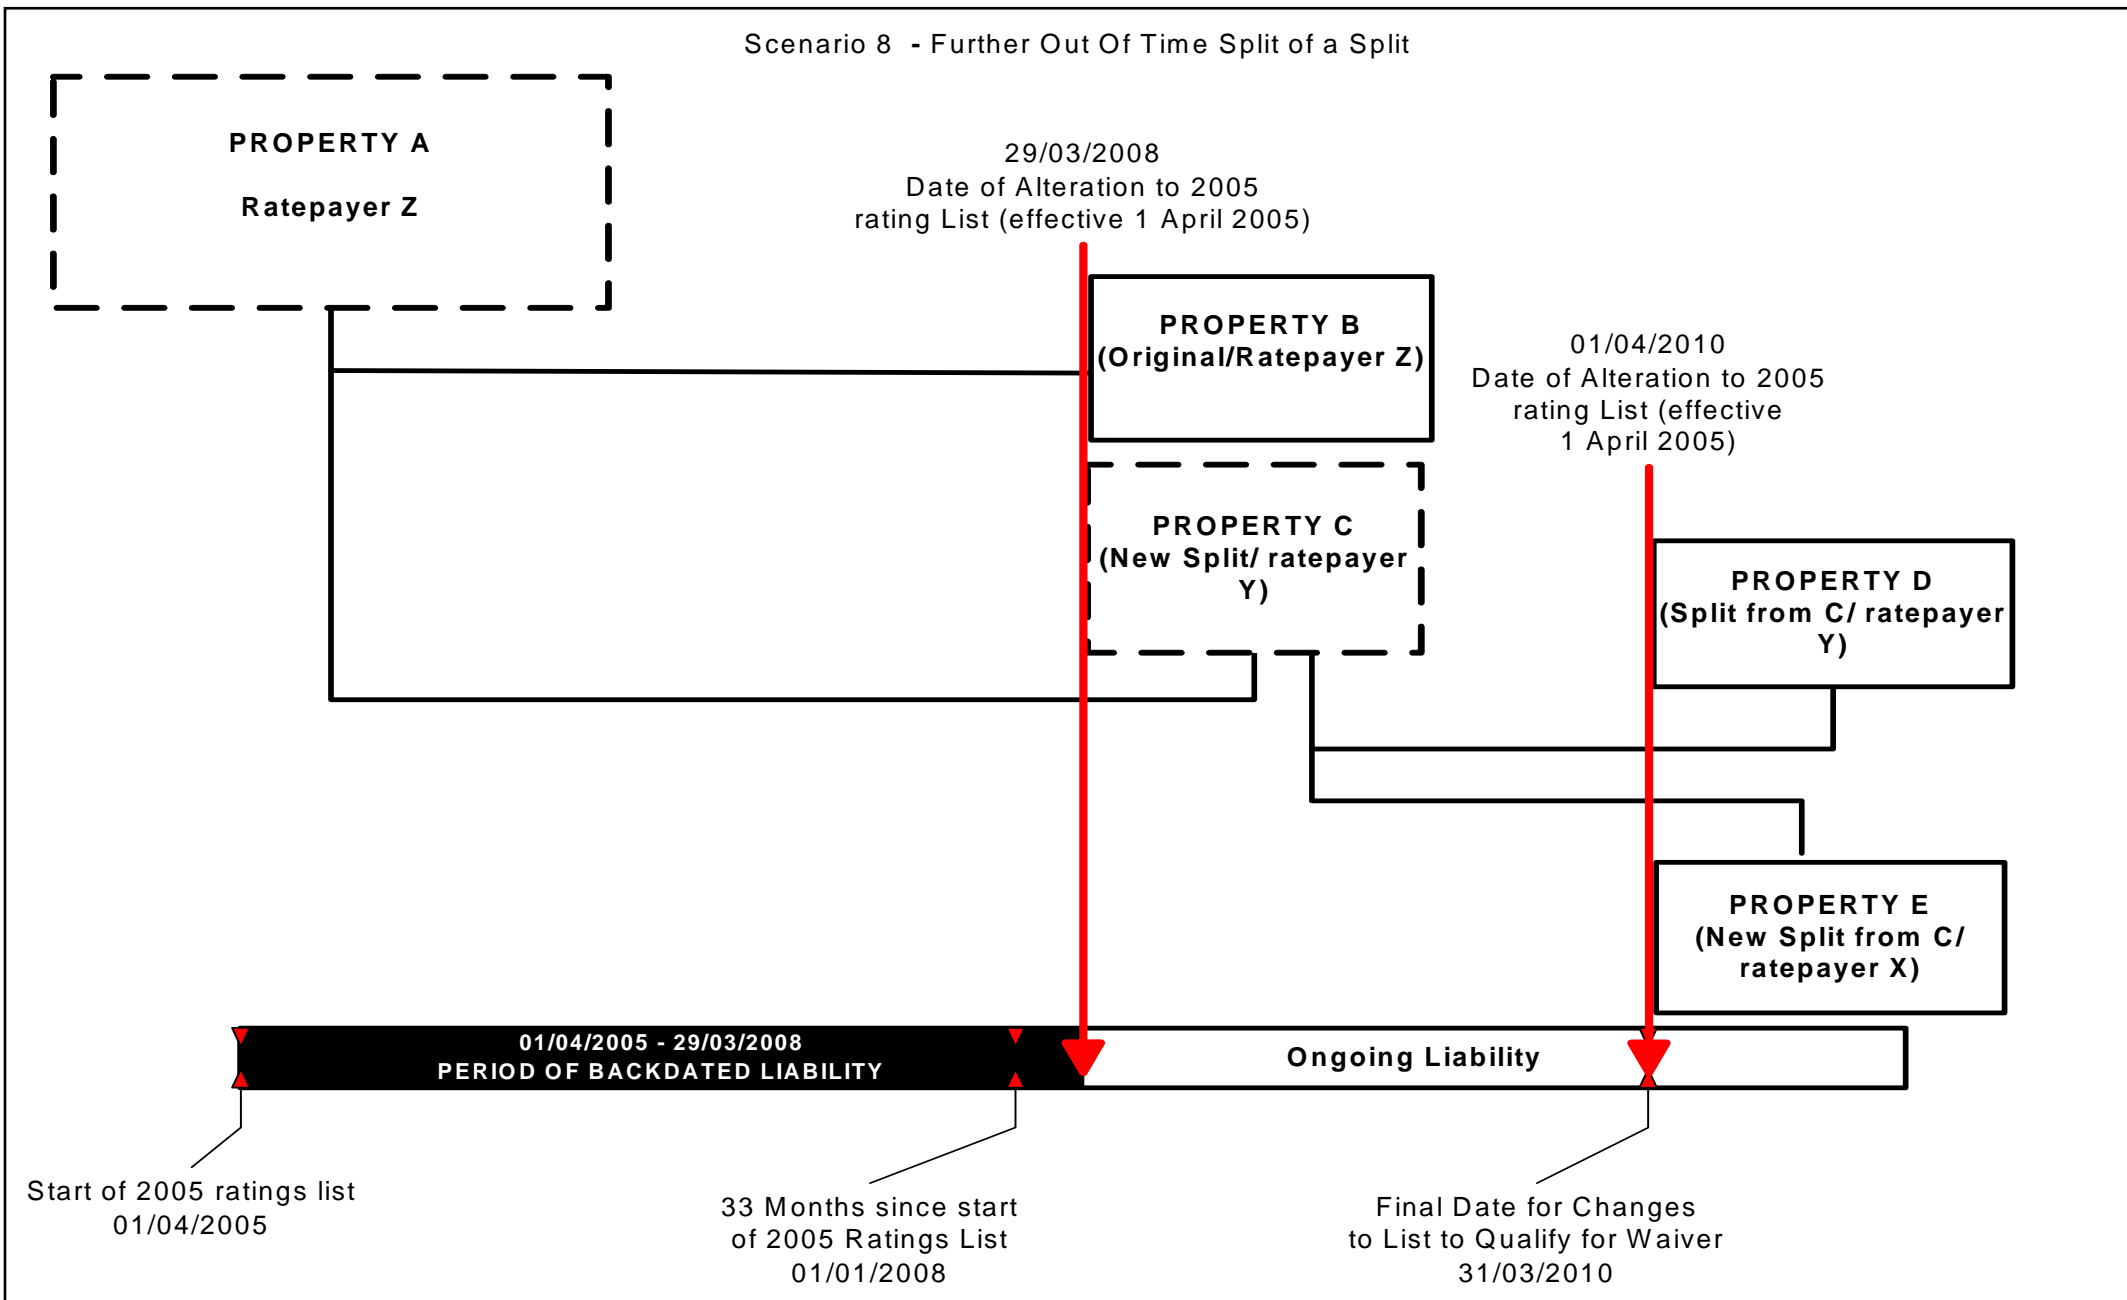 Scenario 8 - Further Out Of Time Split of a Split
PROPERTY A
Ratepayer Z
29/03/2008
Date of Alteration to 2005
rating List (effective 1 April 2005)
PROPERTY B
(Original/Ratepayer Z)
01/04/2010
Date of Alteration to 2005
rating List (effective
1 April 2005)
PROPERTY C
(New Split/ ratepayer
Y)
PROPERTY D
(Split from C/ ratepayer
Y)
PROPERTY E
(New Split from C/
ratepayer X)
01/04/2005 - 29/03/2008
PERIOD OF BACKDATED LIABILITY
Ongoing Liability
Start of 2005 ratings list
01/04/2005
33 Months since start
of 2005 Ratings List
01/01/2008
Final Date for Changes
to List to Qualify for Waiver
31/03/2010